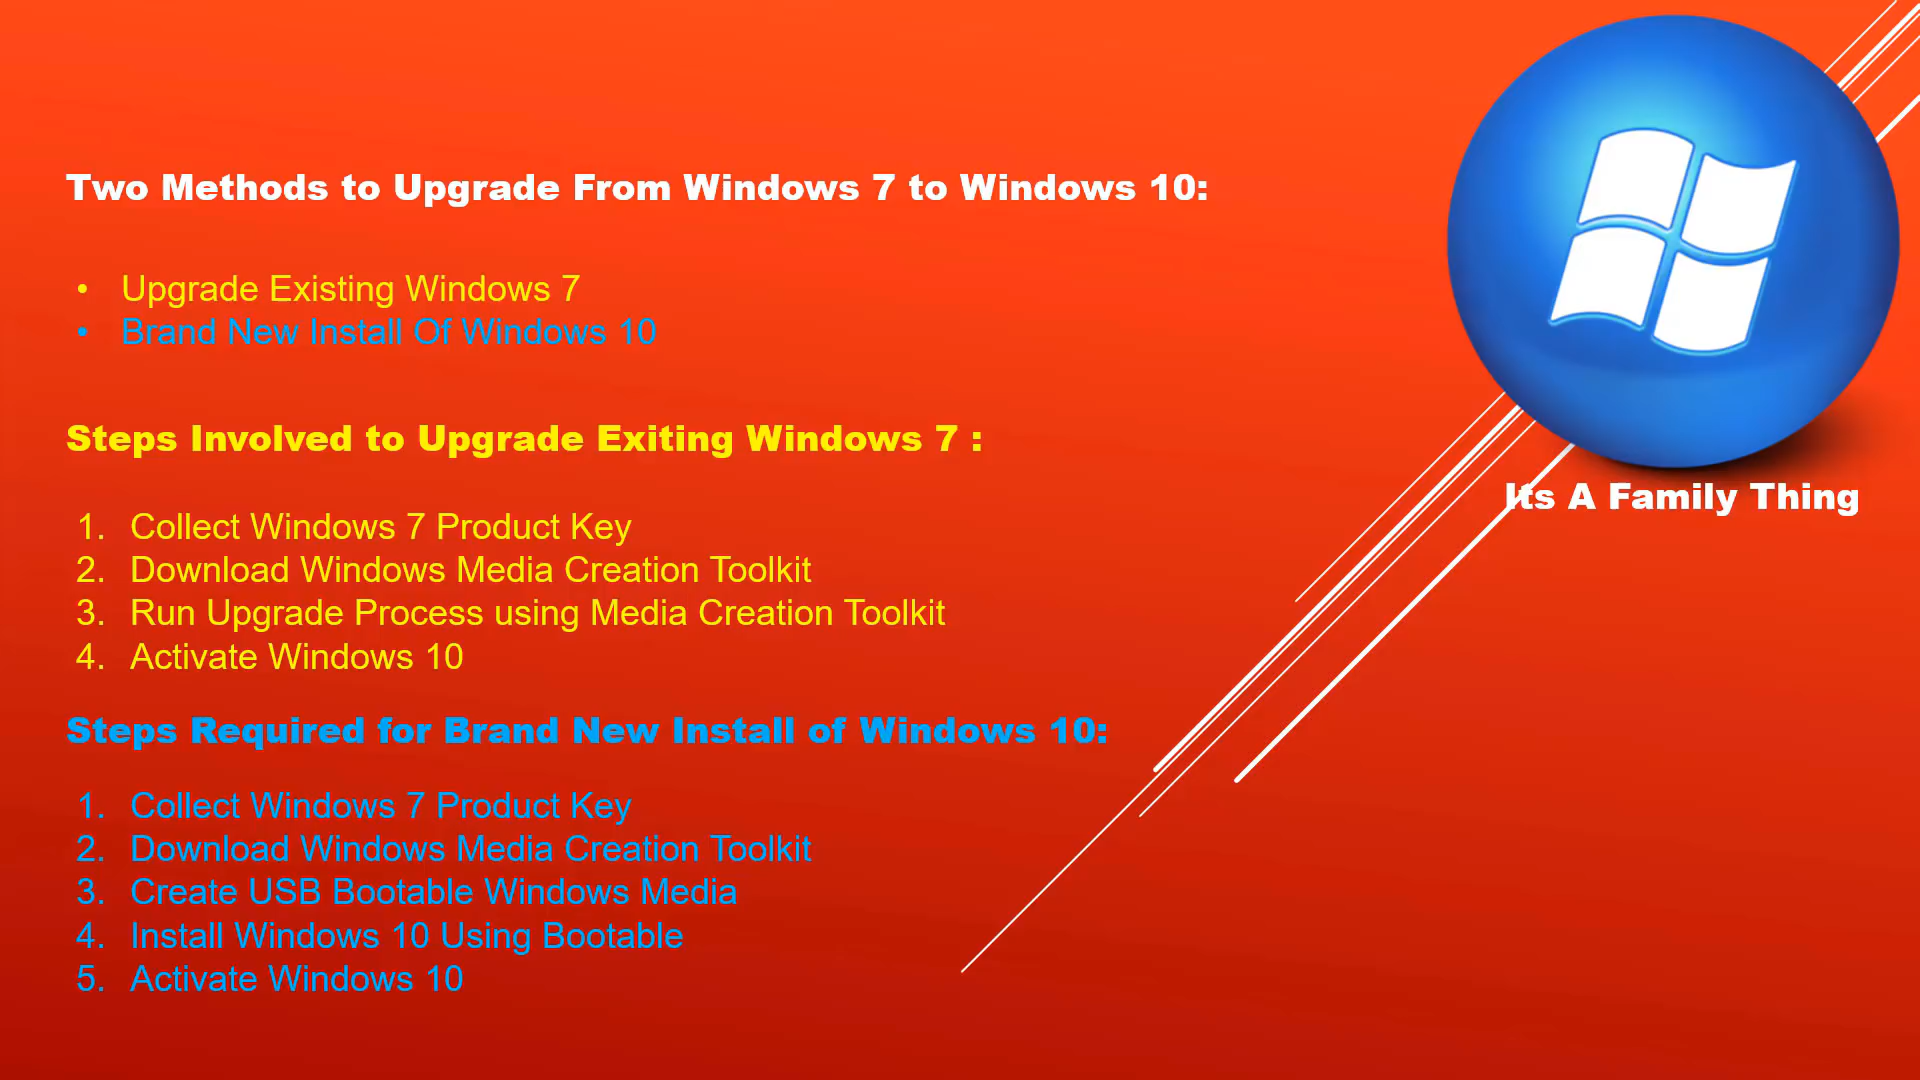 Two Methods to Upgrade From Windows 7 to Windows 10:
• Upgrade Existing Windows 7
• Brand New Install Of Windows 10
Steps Involved to Upgrade Exiting Windows 7 :
1. Collect Windows 7 Product Key
2. Download Windows Media Creation Toolkit
3. Run Upgrade Process using Media Creation Toolkit
4. Activate Windows 10
Steps Required for Brand New Install of Windows 10:
1. Collect Windows 7 Product Key
2. Download Windows Media Creation Toolkit
3. Create USB Bootable Windows Media
4. Install Windows 10 Using Bootable
5. Activate Windows 10
Its A Family Thing